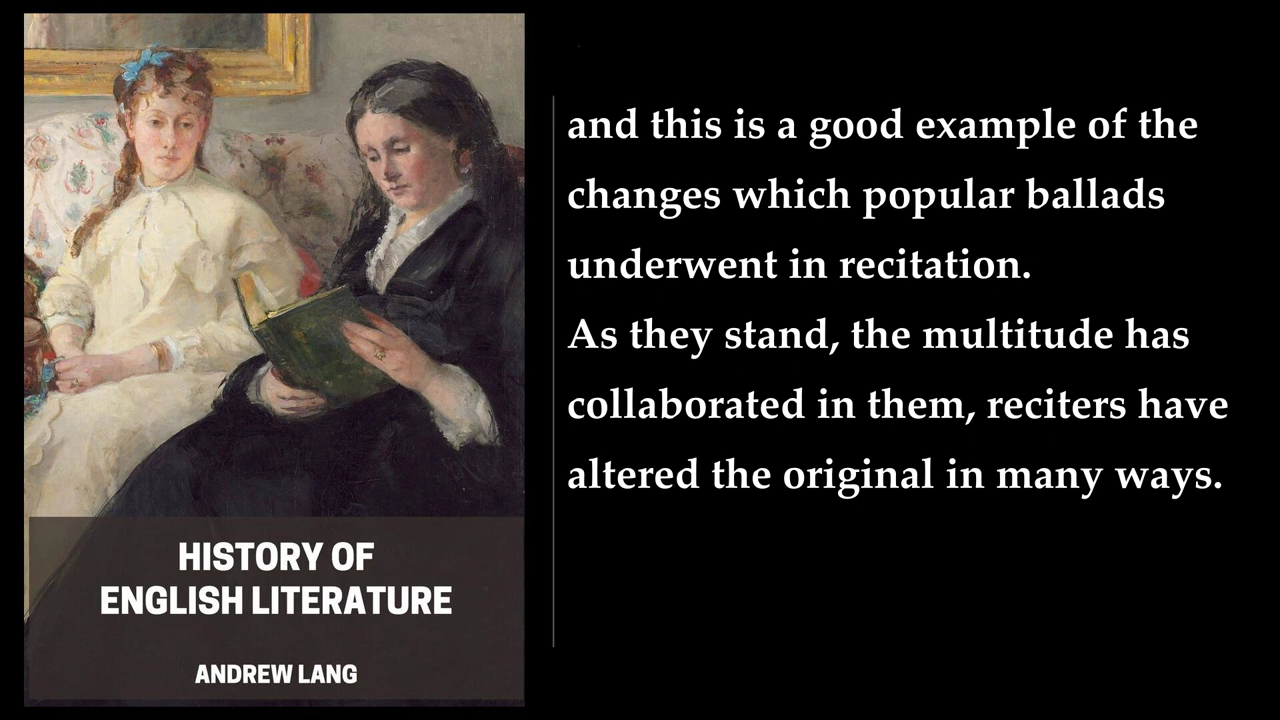 and this is a good example of the
changes which popular ballads
underwent in recitation.
As they stand, the multitude has
collaborated in them, reciters have
altered the original in many ways.
HISTORY OF
ENGLISH LITERATURE
ANDREW LANG